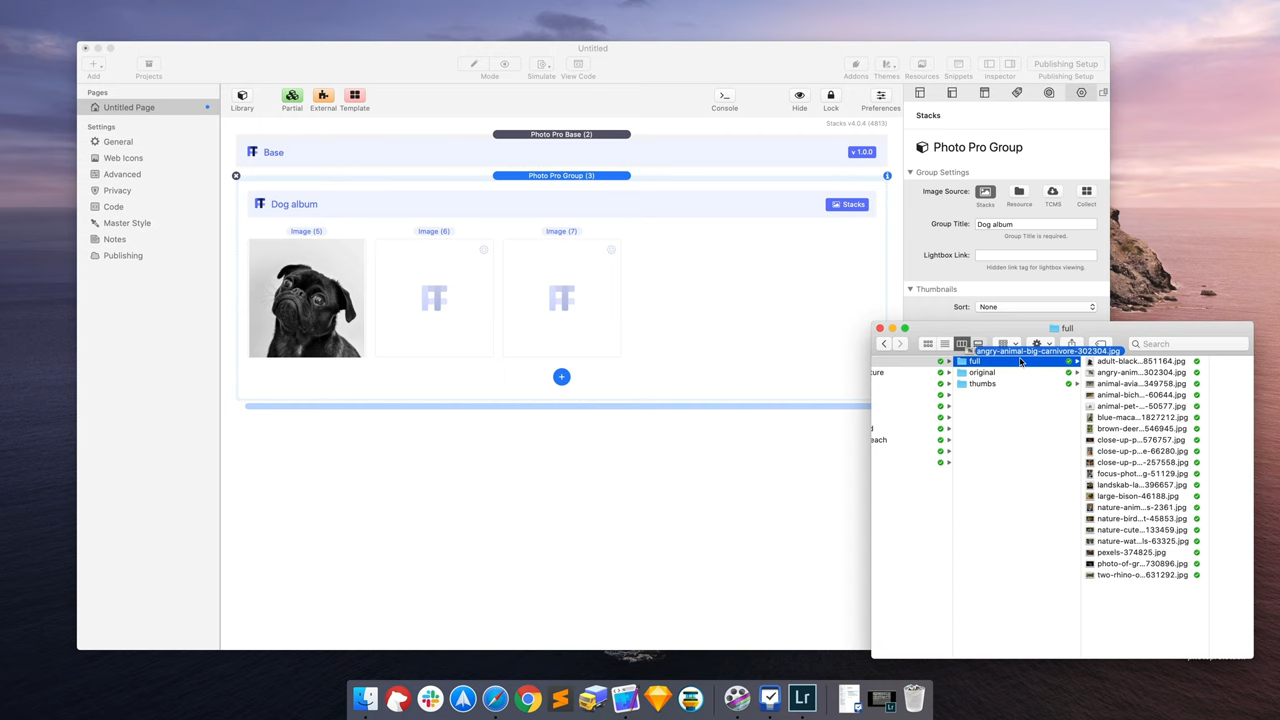 Untitled
Add
Projects
Mode
Simulate
View Code
Addons
Themes
Resources
Snippets
Inspector
Publishing Setup
Publishing Setup
Pages
Untitled Page
Settings
General
Web Icons
Advanced
Privacy
Code
Master Style
Notes
Publishing
Library
Partial
External
Template
Console
Hide
Lock
Preferences
Stacks v4.0.4 (4813)
Photo Pro Base (2)
Base
v 1.0.0
Photo Pro Group (3)
Dog album
Stacks
Image (5)
Image (6)
Image (7)
Stacks
Photo Pro Group
Group Settings
Image Source:
Stacks
Resource
TCMS
Collect
Group Title: Dog album
Group Title is required.
Lightbox Link:
Hidden link tag for lightbox viewing.
Thumbnails
Sort: None
full
Search
angry-animal-big-carnivore-302304.jpg
ture
d
each
full
original
thumbs
adult-black...851164.jpg
angry-anim...302304.jpg
animal-avia...349758.jpg
animal-bich...-60644.jpg
animal-pet-...-50577.jpg
blue-maca...1827212.jpg
brown-deer...546945.jpg
close-up-p...576757.jpg
close-up-p...e-66280.jpg
close-up-p...-257558.jpg
focus-phot...g-51129.jpg
landskab-la...396657.jpg
large-bison-46188.jpg
nature-anim...s-2361.jpg
nature-bird...t-45853.jpg
nature-cute...133459.jpg
nature-wat...ls-63325.jpg
pexels-374825.jpg
photo-of-gr...730896.jpg
two-rhino-o...631292.jpg
Lr